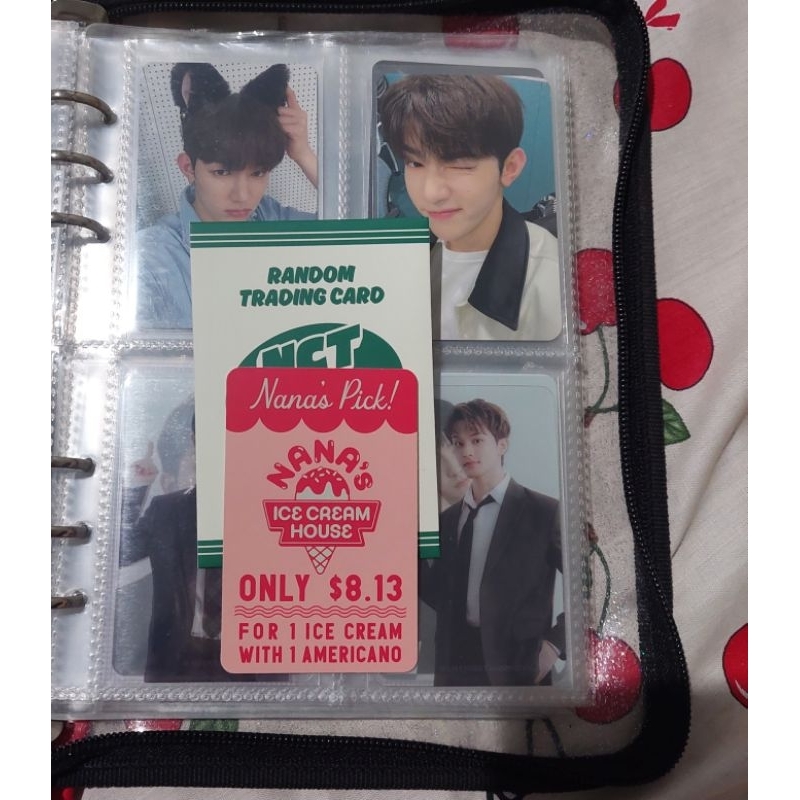 RANDOM
TRADING CARD
NCT
Nana's Pick!
NANA'S
ICE CREAM
HOUSE
ONLY $8.13
FOR 1 ICE CREAM
WITH 1 AMERICANO